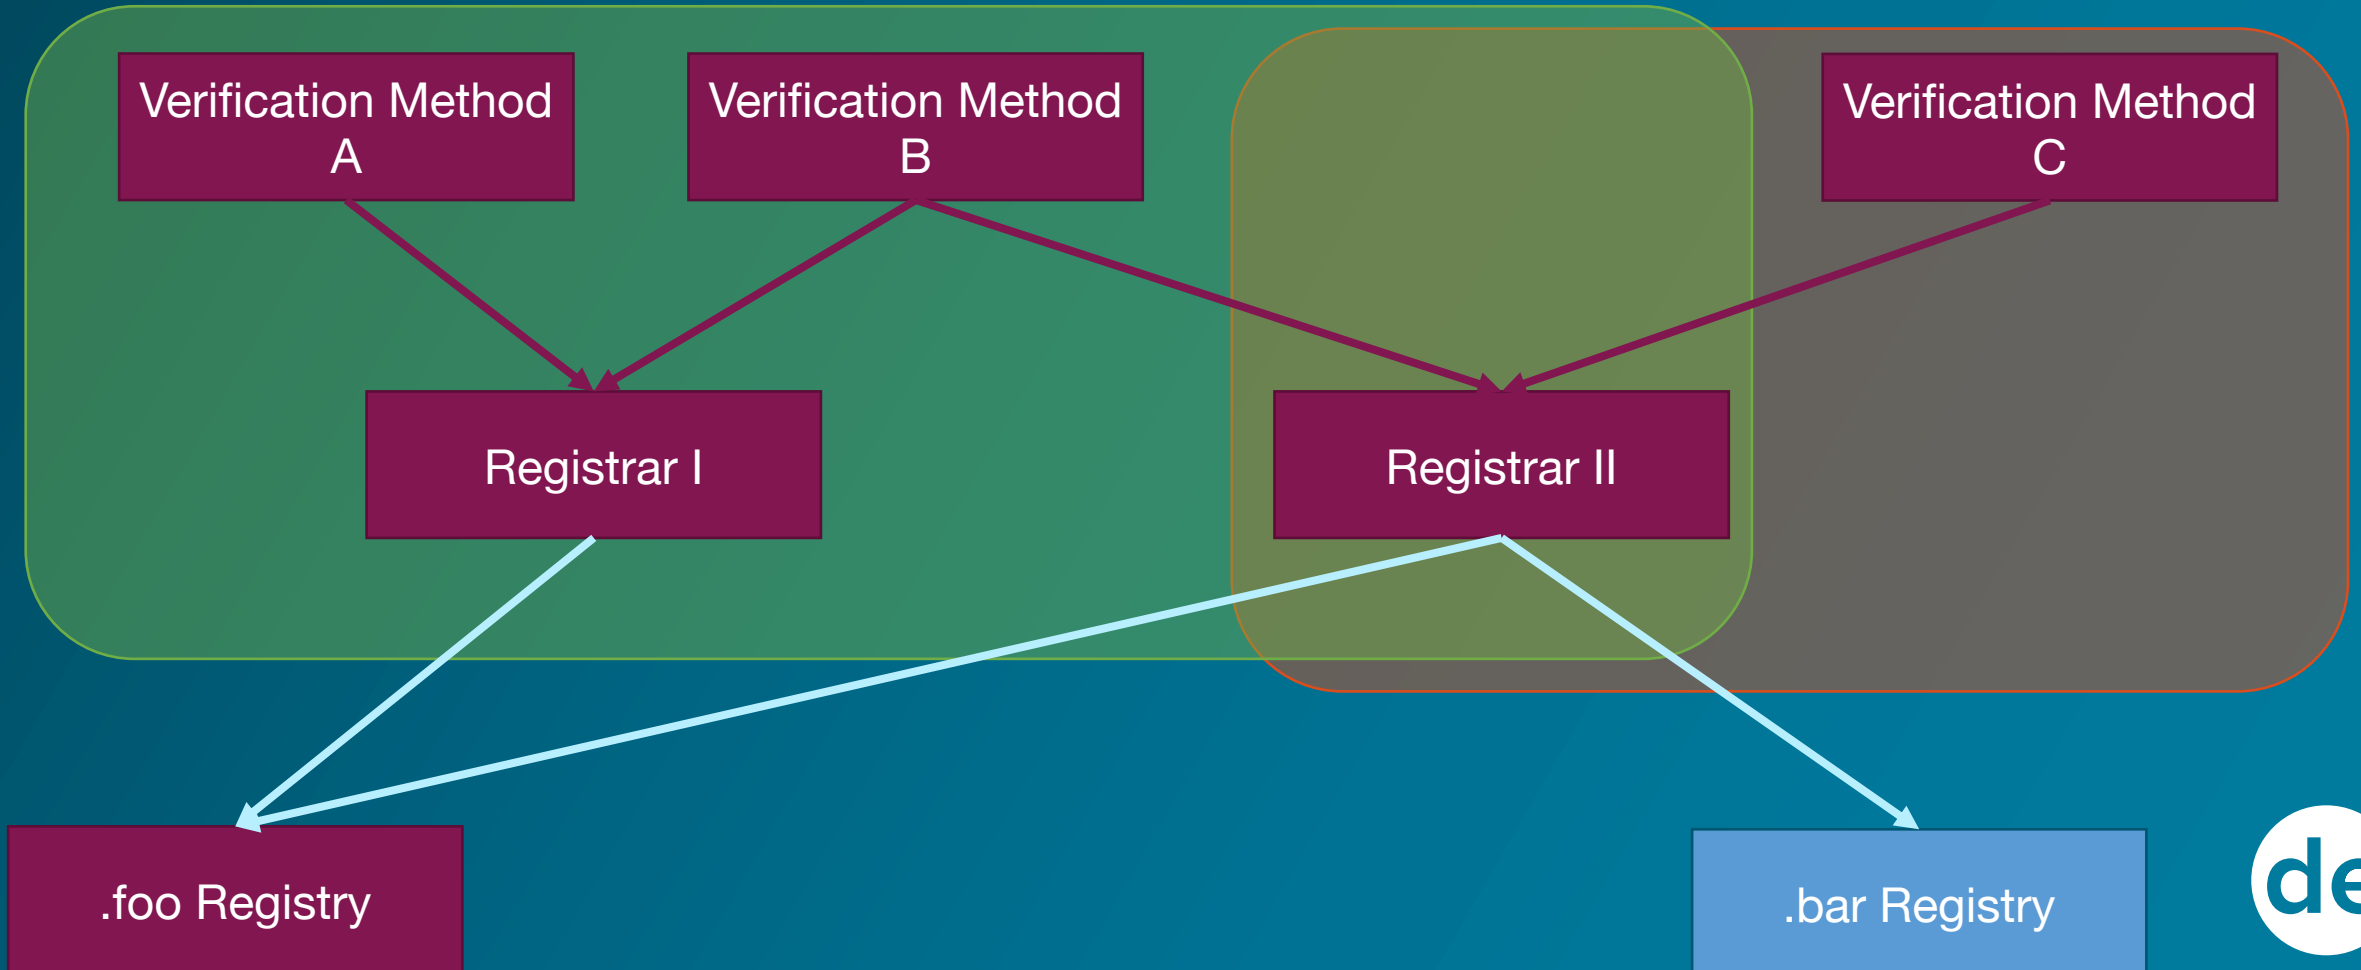 Verification Method
A
Verification Method
B
Verification Method
C
Registrar I
Registrar II
.foo Registry
.bar Registry
de